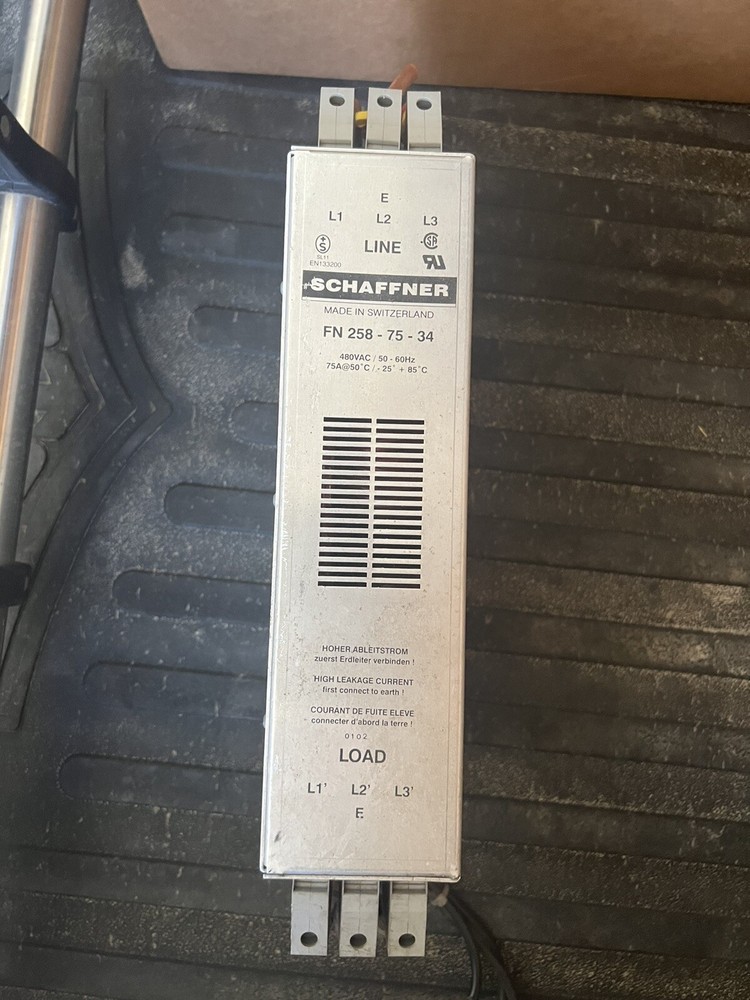 E
L1 L2 L3
LINE
S
SL11
EN133200
SA
RU
SCHAFFNER
MADE IN SWITZERLAND
FN 258 - 75 - 34
480VAC / 50 - 60Hz
75A@50°C / - 25° + 85°C
HOHER ABLEITSTROM
zuerst Erdleiter verbinden !
HIGH LEAKAGE CURRENT
first connect to earth !
COURANT DE FUITE ELEVE
connecter d'abord la terre !
0102
LOAD
L1' L2' L3'
E